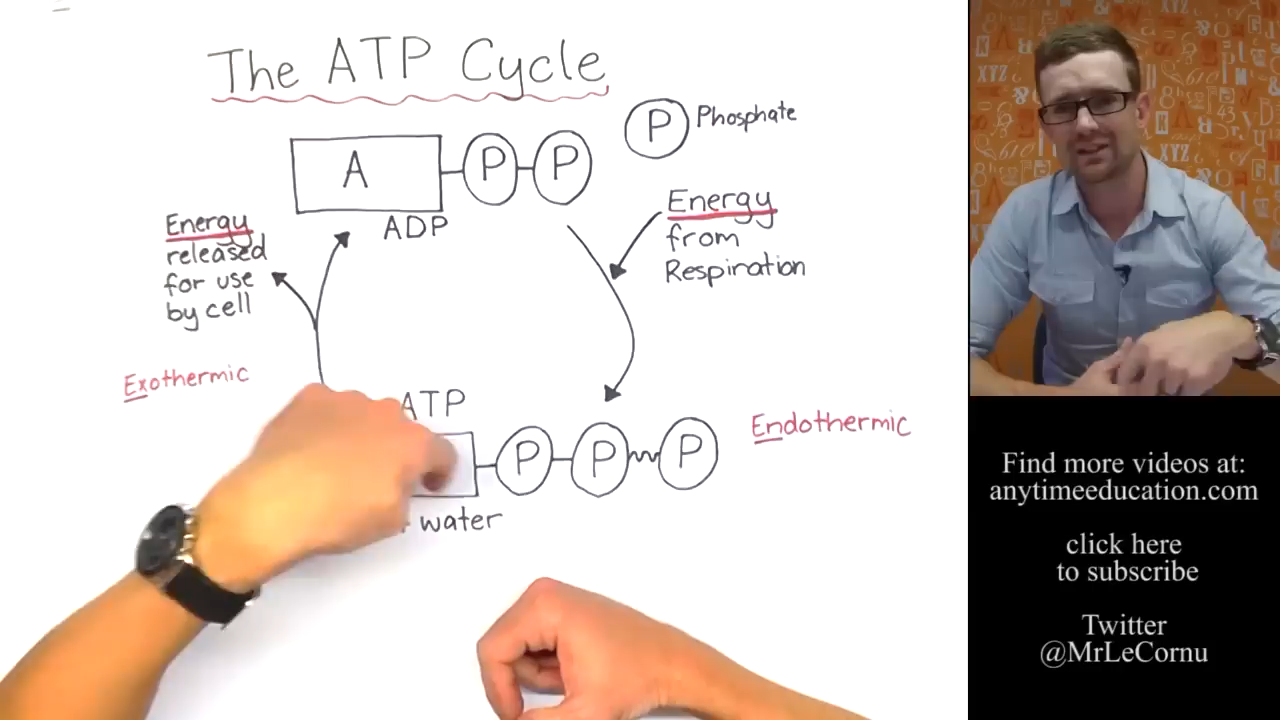 The ATP Cycle
P Phosphate
A P P
ADP
Energy
from
Respiration
Energy
released
for use
by cell
Exothermic
ATP
P P P
Endothermic
water
Find more videos at:
anytimeeducation.com
click here
to subscribe
Twitter
@MrLeCornu